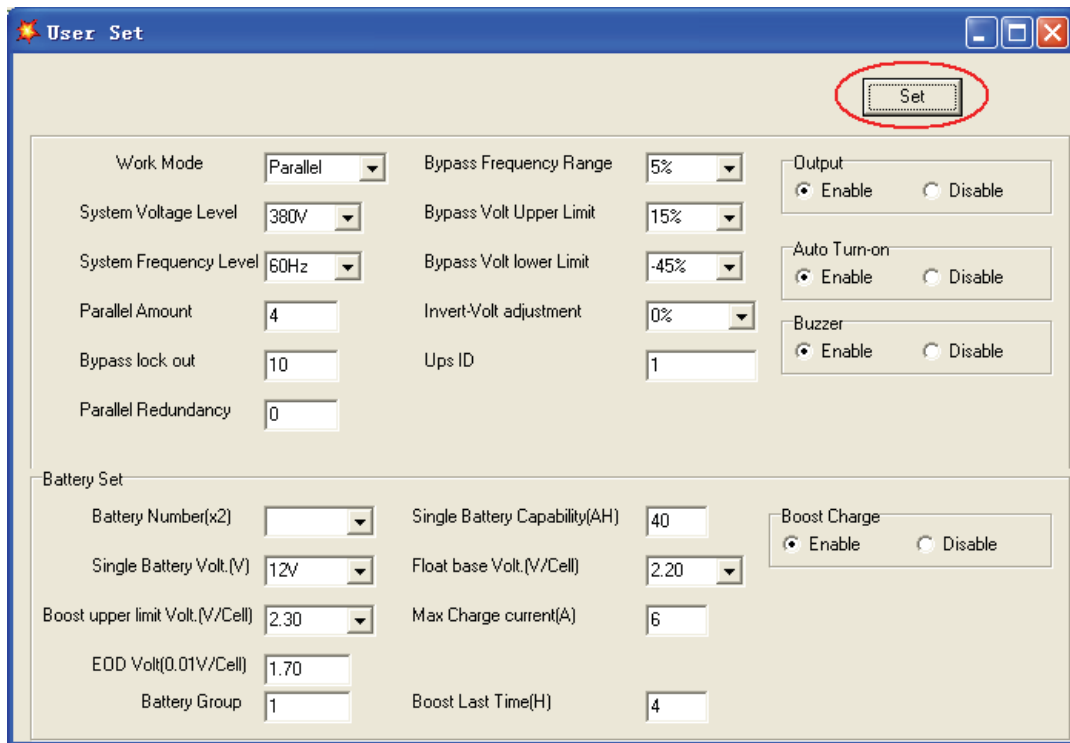 User Set
Set
Work Mode Parallel Bypass Frequency Range 5% Output
Enable Disable
System Voltage Level 380V Bypass Volt Upper Limit 15%
System Frequency Level 60Hz Bypass Volt lower Limit -45% Auto Turn-on
Enable Disable
Parallel Amount 4 Invert-Volt adjustment 0% Buzzer
Enable Disable
Bypass lock out 10 Ups ID 1
Parallel Redundancy 0
Battery Set
Battery Number(x2) Single Battery Capability(AH) 40 Boost Charge
Enable Disable
Single Battery Volt.(V) 12V Float base Volt.(V/Cell) 2.20
Boost upper limit Volt.(V/Cell) 2.30 Max Charge current(A) 6
EOD Volt(0.01V/Cell) 1.70
Battery Group 1 Boost Last Time(H) 4